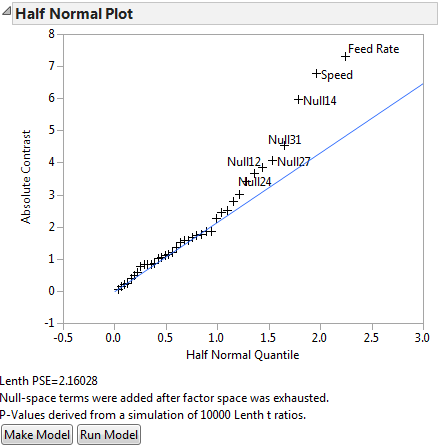 Half Normal Plot
8
7
6
5
4
3
2
1
0
-1
Absolute Contrast
Feed Rate
Speed
Null14
Null31
Null12
Null27
Null24
-0.5
0.0
0.5
1.0
1.5
2.0
2.5
3.0
Half Normal Quantile
Lenth PSE=2.16028
Null-space terms were added after factor space was exhausted.
P-Values derived from a simulation of 10000 Lenth t ratios.
Make Model
Run Model